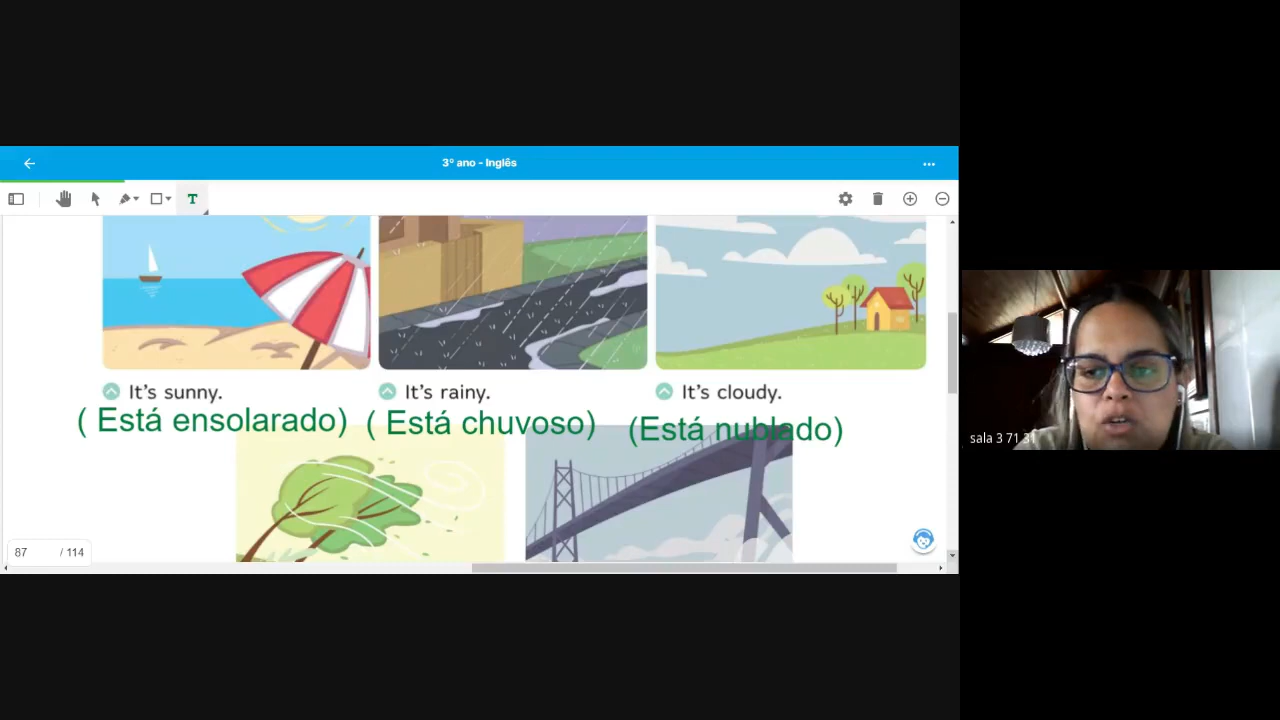 3º ano - Inglês
T
It's sunny.
It's rainy.
It's cloudy.
( Está ensolarado)
( Está chuvoso)
(Está nublado)
sala 3 71 31
87 / 114